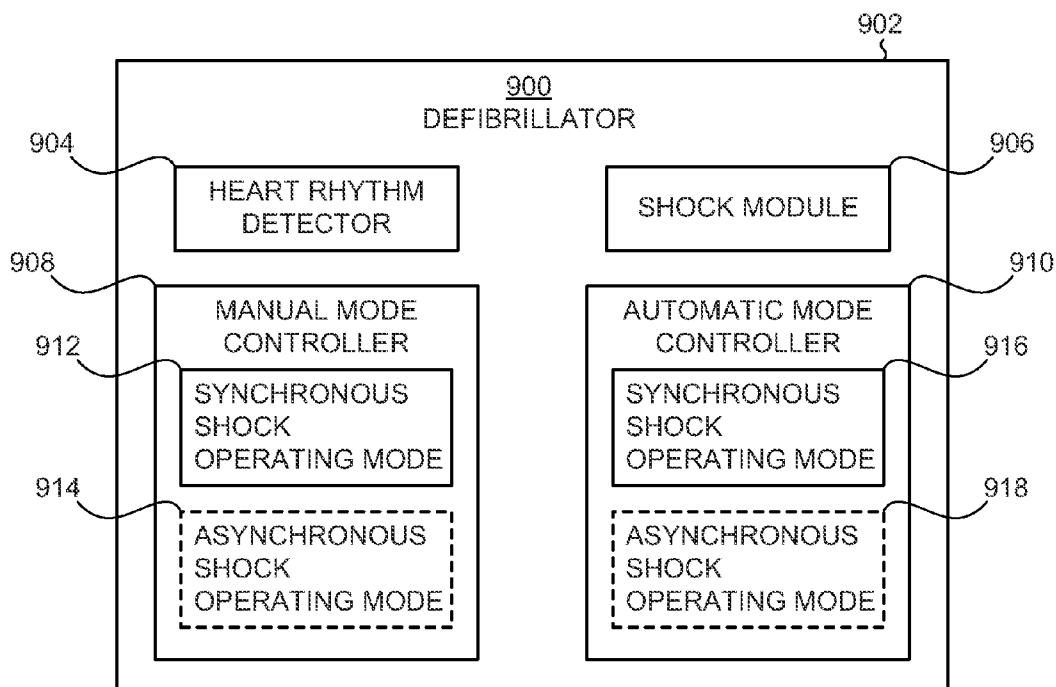 902
900
DEFIBRILLATOR
904
906
HEART RHYTHM
DETECTOR
SHOCK MODULE
908
910
MANUAL MODE
CONTROLLER
AUTOMATIC MODE
CONTROLLER
912
916
SYNCHRONOUS
SHOCK
OPERATING MODE
SYNCHRONOUS
SHOCK
OPERATING MODE
914
918
ASYNCHRONOUS
SHOCK
OPERATING MODE
ASYNCHRONOUS
SHOCK
OPERATING MODE